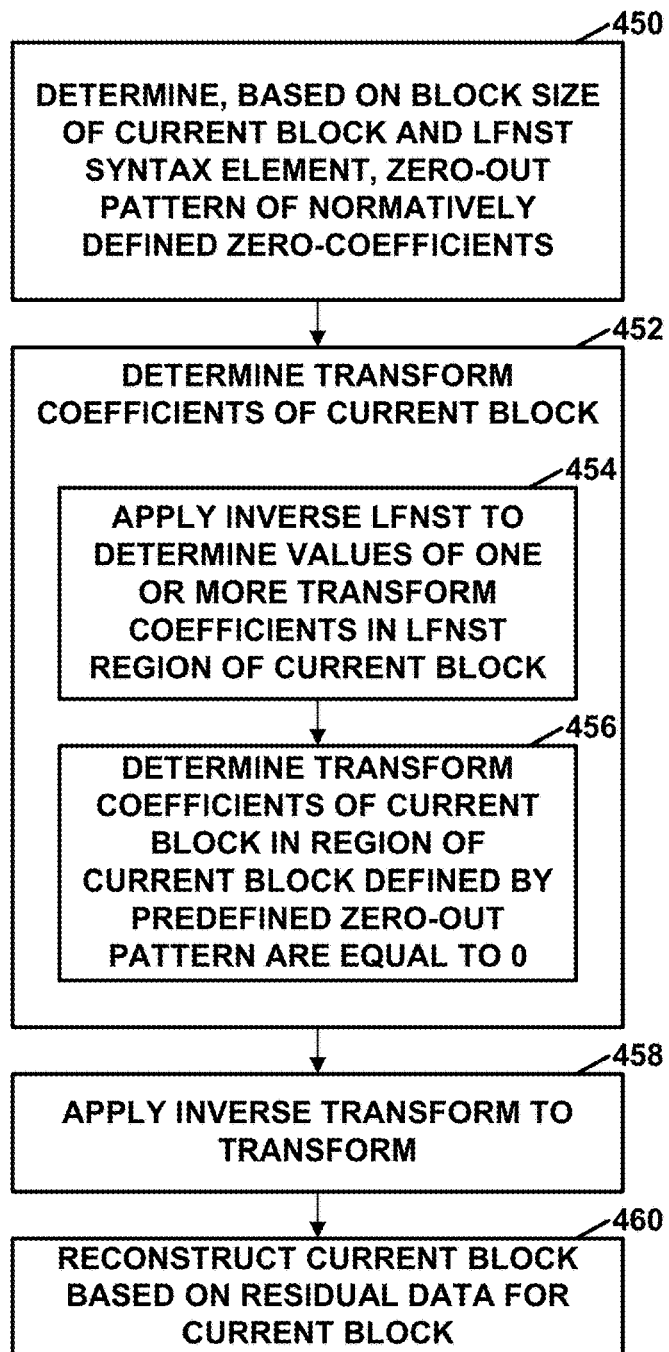 450
DETERMINE, BASED ON BLOCK SIZE
OF CURRENT BLOCK AND LFNST
SYNTAX ELEMENT, ZERO-OUT
PATTERN OF NORMATIVELY
DEFINED ZERO-COEFFICIENTS
452
DETERMINE TRANSFORM
COEFFICIENTS OF CURRENT BLOCK
454
APPLY INVERSE LFNST TO
DETERMINE VALUES OF ONE
OR MORE TRANSFORM
COEFFICIENTS IN LFNST
REGION OF CURRENT BLOCK
456
DETERMINE TRANSFORM
COEFFICIENTS OF CURRENT
BLOCK IN REGION OF
CURRENT BLOCK DEFINED BY
PREDEFINED ZERO-OUT
PATTERN ARE EQUAL TO 0
458
APPLY INVERSE TRANSFORM TO
TRANSFORM
460
RECONSTRUCT CURRENT BLOCK
BASED ON RESIDUAL DATA FOR
CURRENT BLOCK